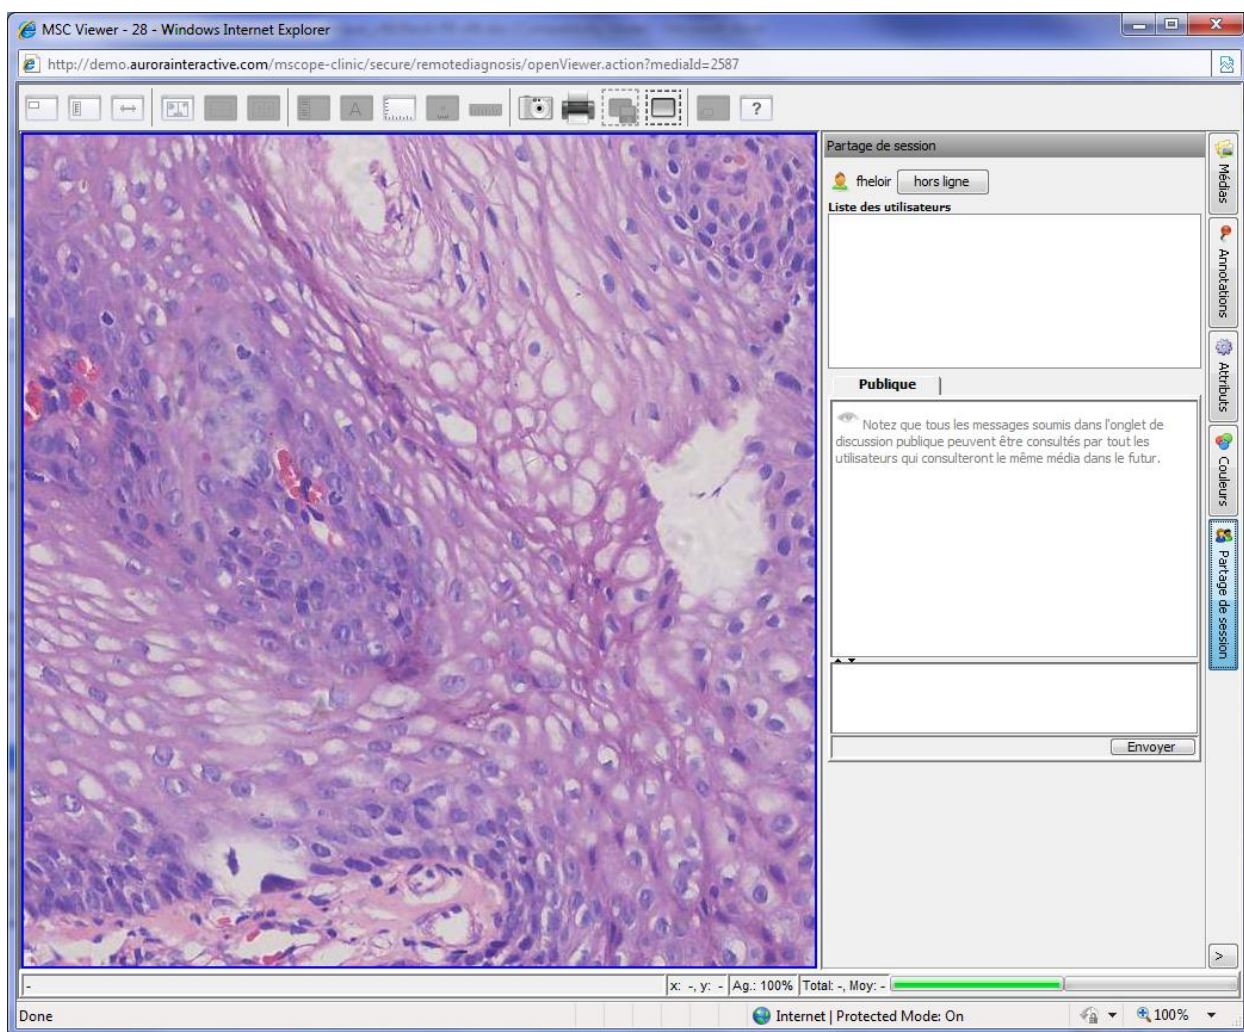 MSC Viewer - 28 - Windows Internet Explorer
http://demo.aurorainteractive.com/mscope-clinic/secure/remotediagnosis/openViewer.action?mediaId=2587
A
?
Partage de session
fheloir
hors ligne
Liste des utilisateurs
Publique
Notez que tous les messages soumis dans l'onglet de
discussion publique peuvent être consultés par tout les
utilisateurs qui consulteront le même média dans le futur.
Envoyer
Médias
Annotations
Attributs
Couleurs
Partage de session
>
-
x: -, y: -
Ag.: 100%
Total: -, Moy: -
Done
Internet | Protected Mode: On
100%